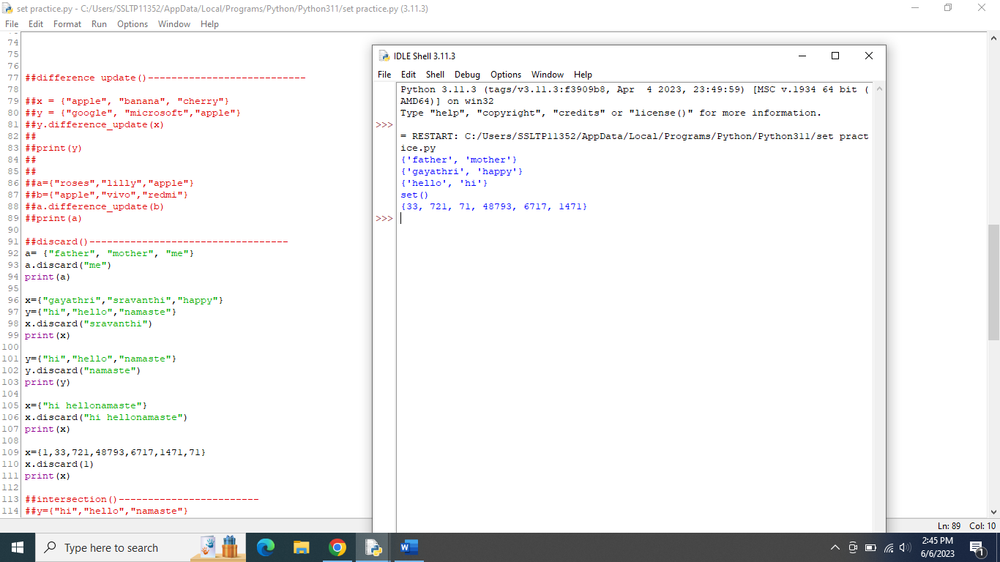 set practice.py - C:/Users/SSLTP11352/AppData/Local/Programs/Python/Python311/set practice.py (3.11.3)
File Edit Format Run Options Window Help
74
75
76
77 ##difference update()---------------------------
78
79 ##x = {"apple", "banana", "cherry"}
80 ##y = {"google", "microsoft","apple"}
81 ##y.difference_update(x)
82 ##
83 ##print(y)
84 ##
85 ##
86 ##a={"roses","lilly","apple"}
87 ##b={"apple","vivo","redmi"}
88 ##a.difference_update(b)
89 ##print(a)
90
91 ##discard()----------------------------------
92 a= {"father", "mother", "me"}
93 a.discard("me")
94 print(a)
95
96 x={"gayathri","sravanthi","happy"}
97 y={"hi","hello","namaste"}
98 x.discard("sravanthi")
99 print(x)
100
101 y={"hi","hello","namaste"}
102 y.discard("namaste")
103 print(y)
104
105 x={"hi hellonamaste"}
106 x.discard("hi hellonamaste")
107 print(x)
108
109 x={1,33,721,48793,6717,1471,71}
110 x.discard(1)
111 print(x)
112
113 ##intersection()------------------------
114 ##y={"hi","hello","namaste"}
IDLE Shell 3.11.3
File Edit Shell Debug Options Window Help
Python 3.11.3 (tags/v3.11.3:f3909b8, Apr  4 2023, 23:49:59) [MSC v.1934 64 bit (
AMD64)] on win32
Type "help", "copyright", "credits" or "license()" for more information.
>>>
= RESTART: C:/Users/SSLTP11352/AppData/Local/Programs/Python/Python311/set pract
ice.py
{'father', 'mother'}
{'gayathri', 'happy'}
{'hello', 'hi'}
set()
{33, 721, 71, 48793, 6717, 1471}
>>>
Ln: 89 Col: 10
Type here to search
W
2:45 PM
6/6/2023
1